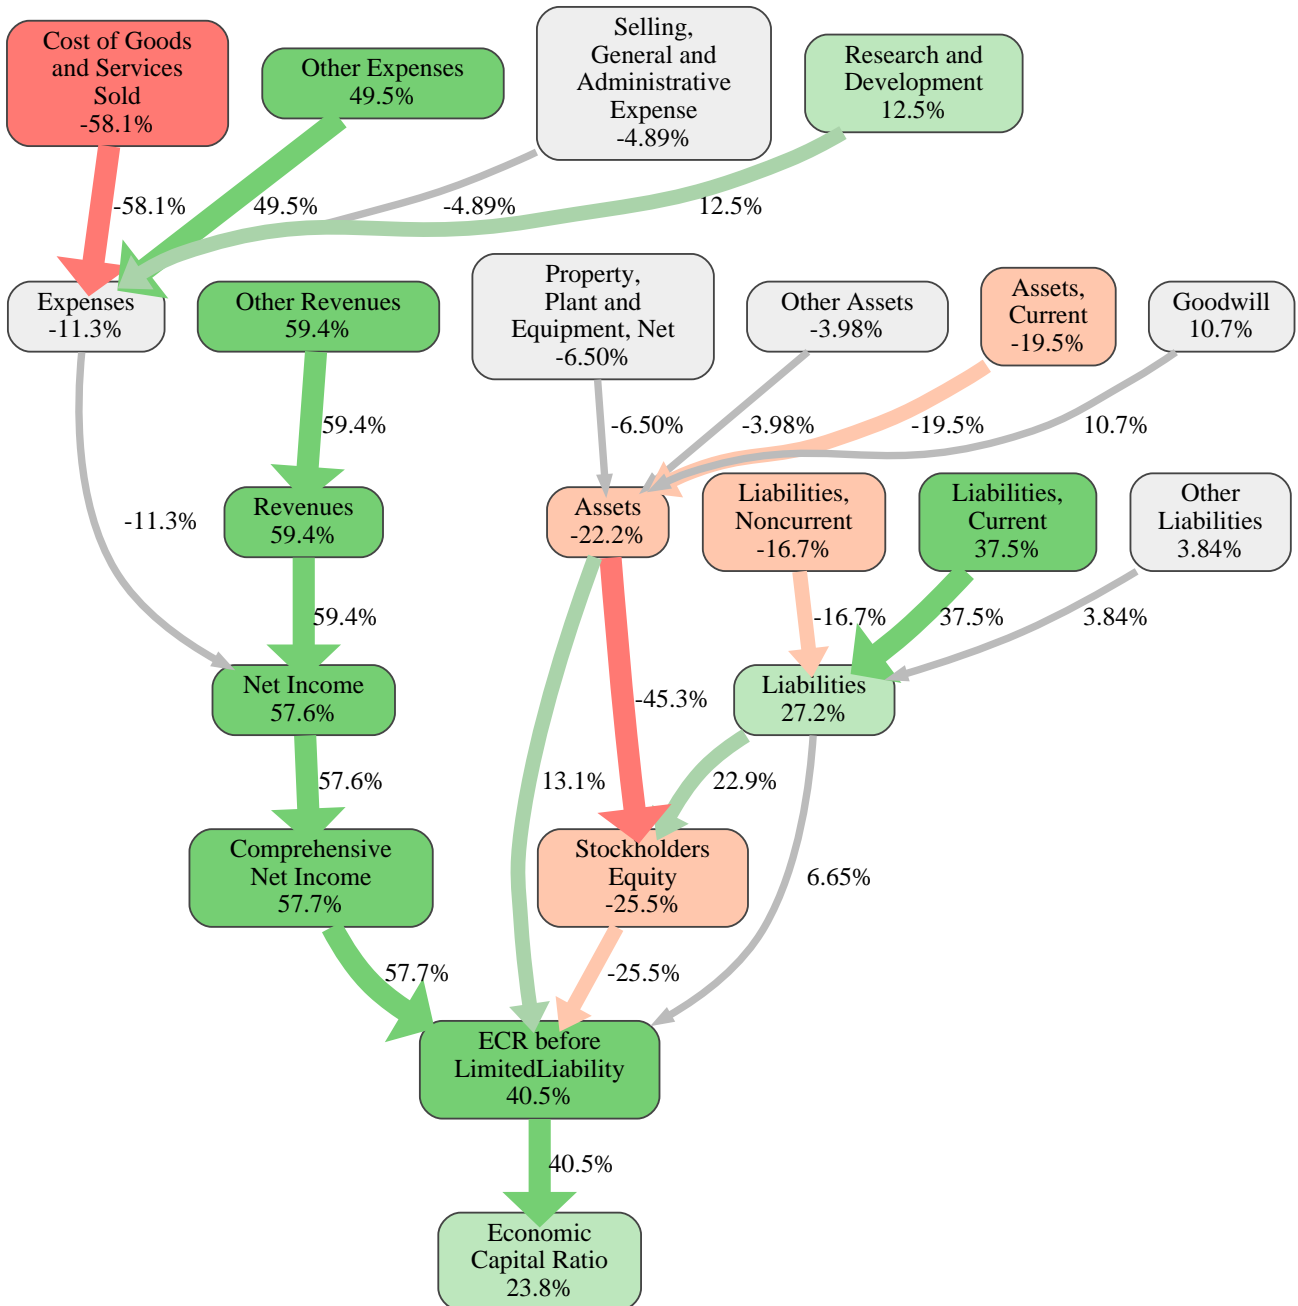 Cost of Goods
and Services
Sold
-58.1%
Other Expenses
49.5%
Selling,
General and
Administrative
Expense
-4.89%
Research and
Development
12.5%
-58.1%
49.5%
-4.89%
12.5%
Expenses
-11.3%
Other Revenues
59.4%
Property,
Plant and
Equipment, Net
-6.50%
Other Assets
-3.98%
Assets,
Current
-19.5%
Goodwill
10.7%
59.4%
-6.50%
-3.98%
-19.5%
10.7%
-11.3%
Revenues
59.4%
Assets
-22.2%
Liabilities,
Noncurrent
-16.7%
Liabilities,
Current
37.5%
Other
Liabilities
3.84%
59.4%
-16.7%
37.5%
3.84%
Net Income
57.6%
-45.3%
Liabilities
27.2%
57.6%
13.1%
22.9%
Comprehensive
Net Income
57.7%
Stockholders
Equity
-25.5%
6.65%
57.7%
-25.5%
ECR before
LimitedLiability
40.5%
40.5%
Economic
Capital Ratio
23.8%